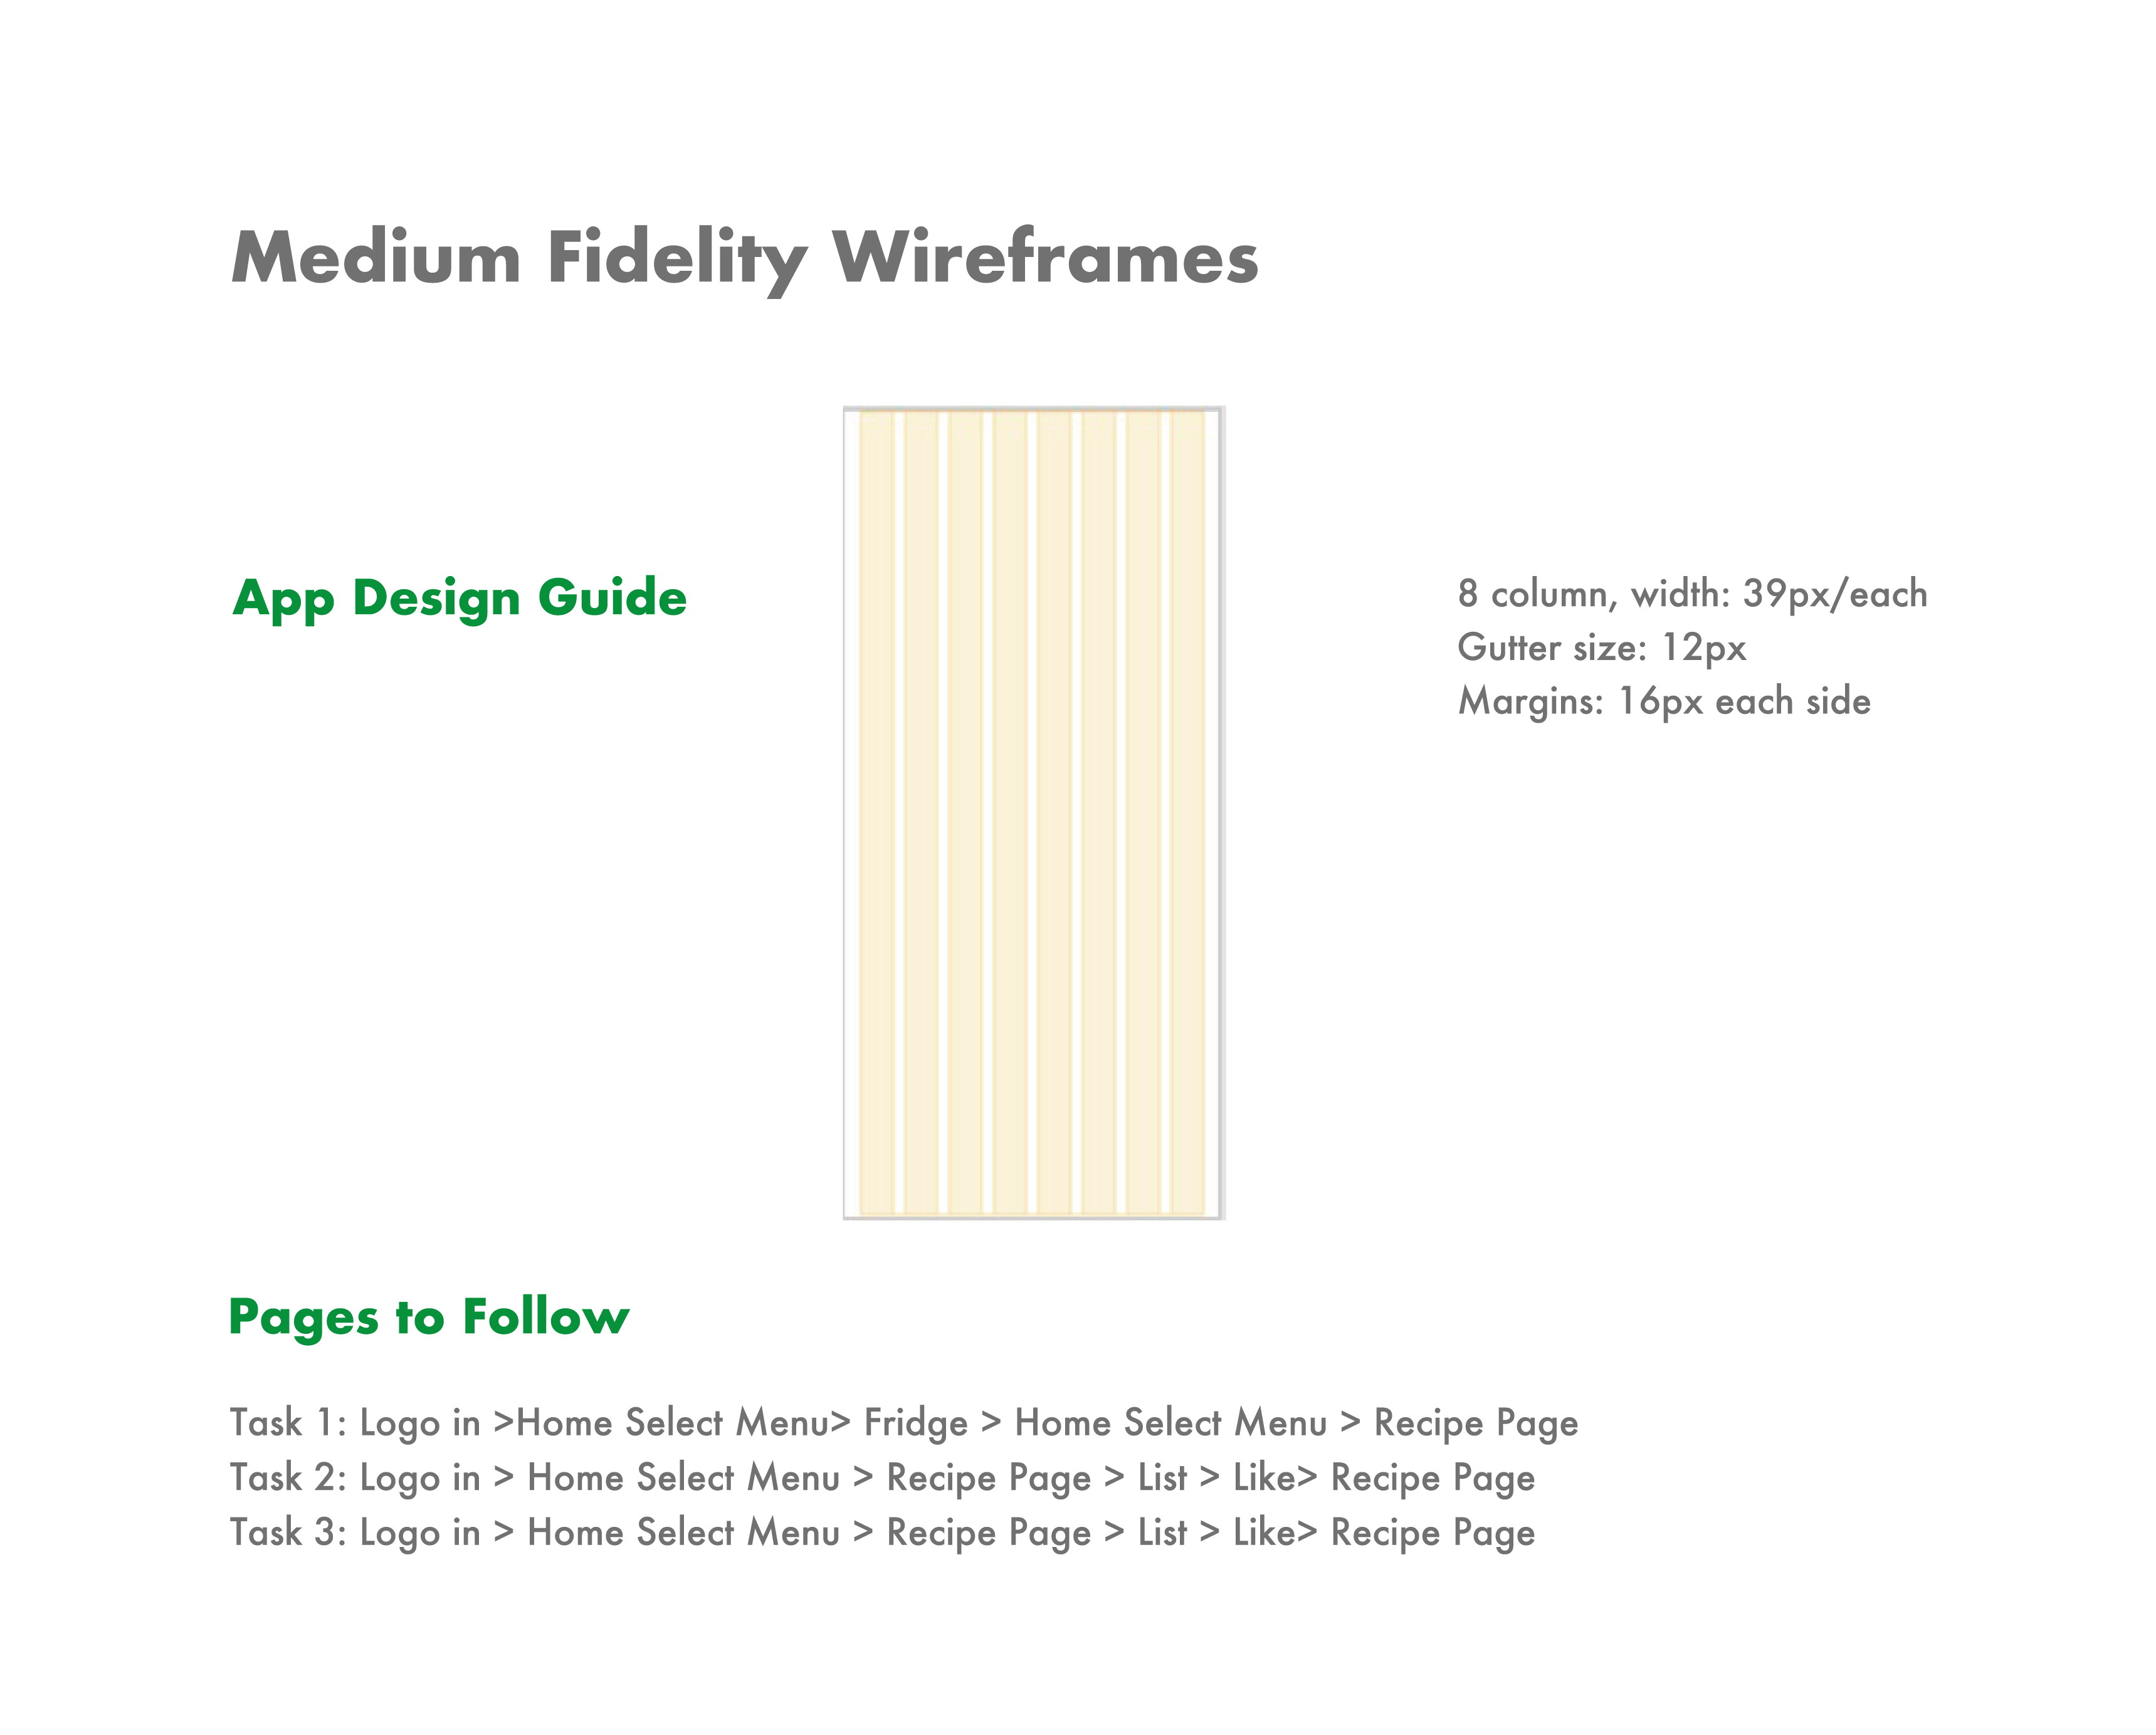 Medium Fidelity Wireframes
App Design Guide
8 column, width: 39px/each
Gutter size: 12px
Margins: 16px each side
Pages to Follow
Task 1: Logo in >Home Select Menu> Fridge > Home Select Menu > Recipe Page
Task 2: Logo in > Home Select Menu > Recipe Page > List > Like> Recipe Page
Task 3: Logo in > Home Select Menu > Recipe Page > List > Like> Recipe Page